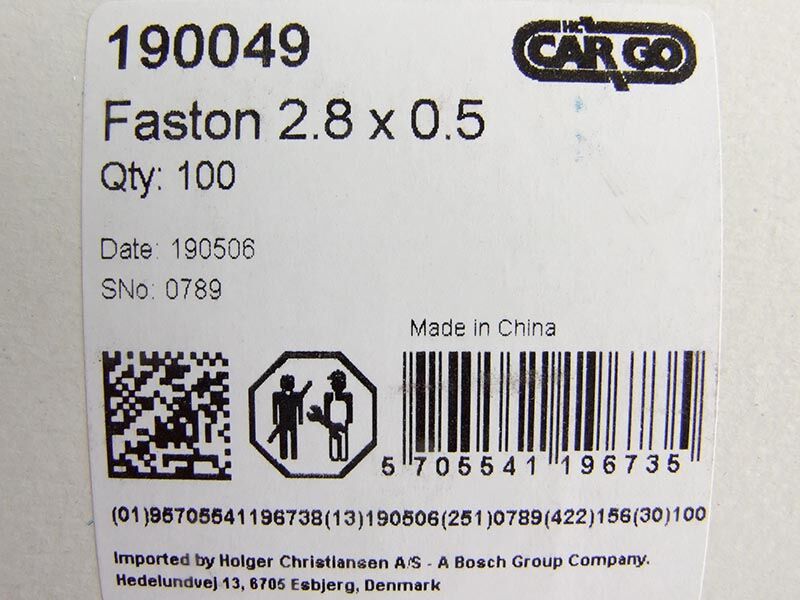 190049
HC
CARGO
Faston 2.8 x 0.5
Qty: 100
Date: 190506
SNo: 0789
Made in China
5 705541 196735
(01)95705541196738(13)190506(251)0789(422)156(30)100
Imported by Holger Christiansen A/S - A Bosch Group Company.
Hedelundvej 13, 6705 Esbjerg, Denmark